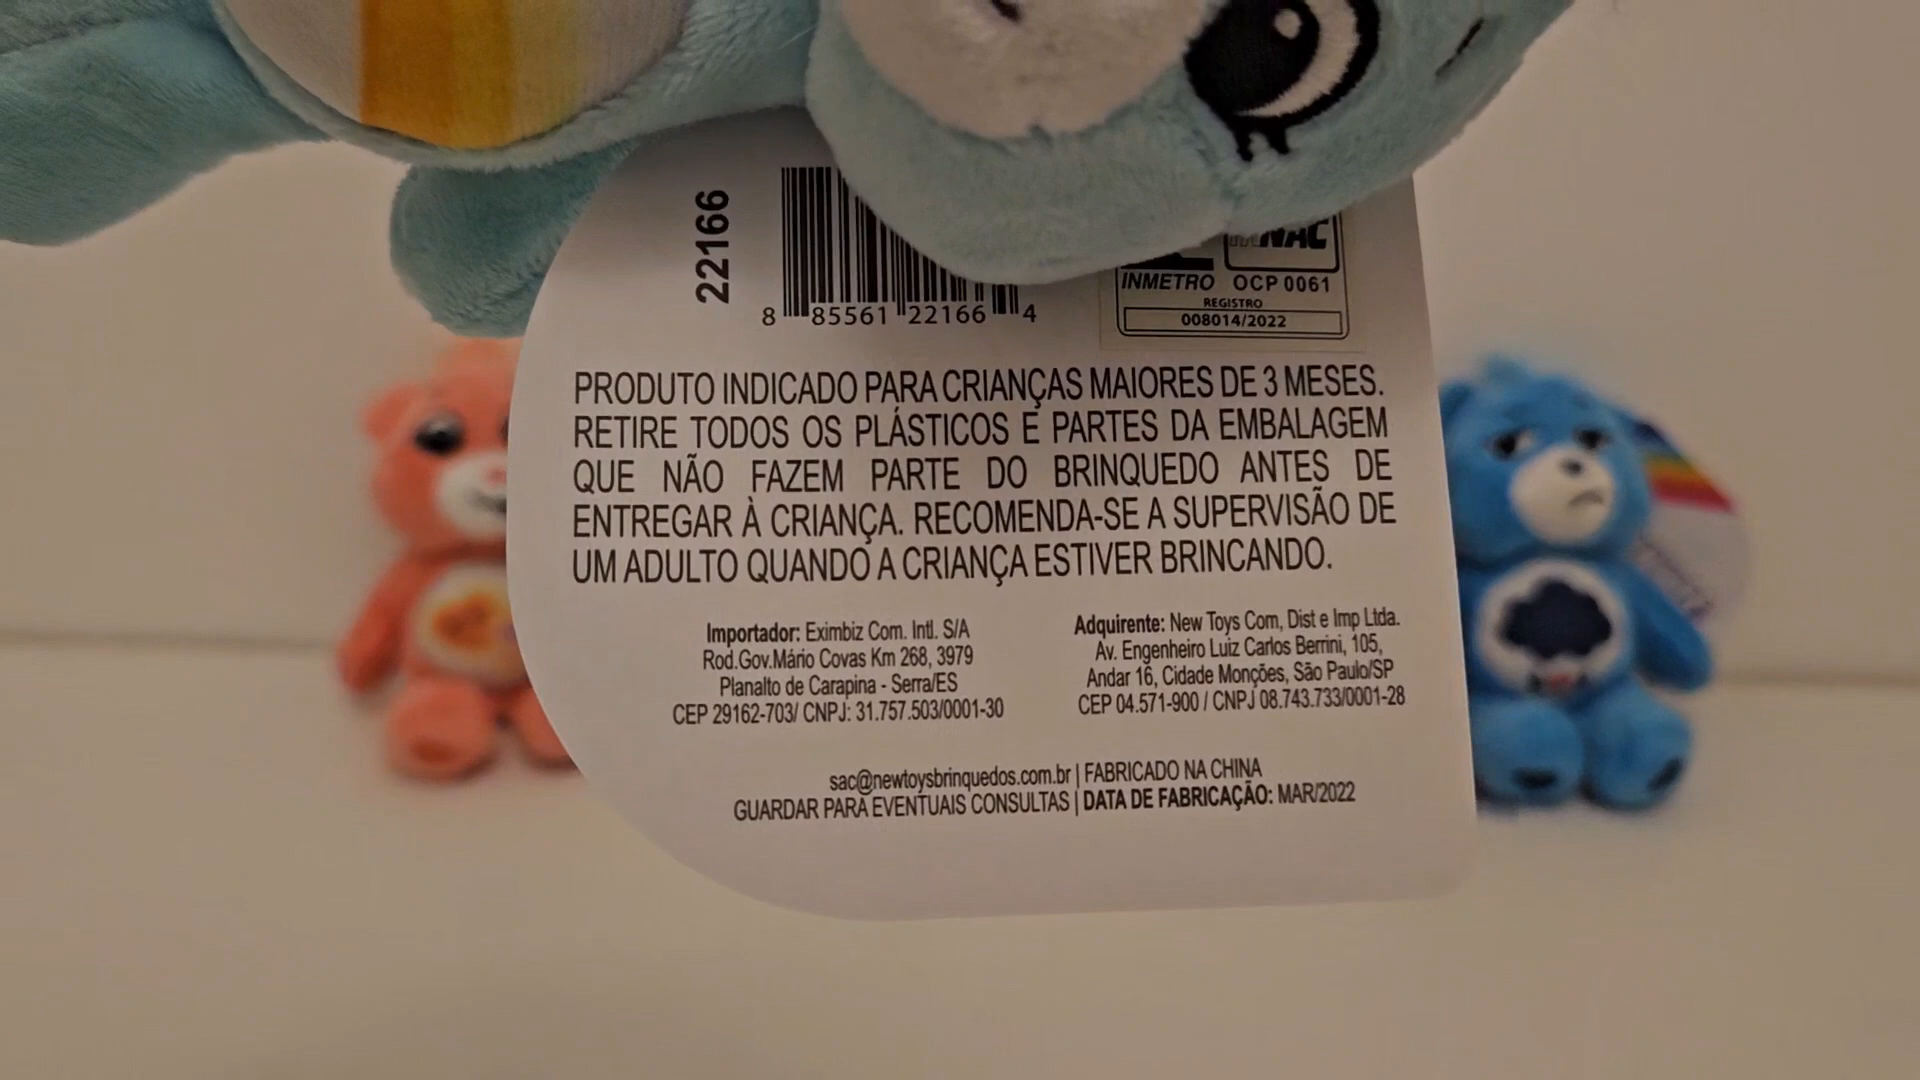 22166
8 85561 22166 4
INMETRO OCP 0061
REGISTRO
008014/2022
PRODUTO INDICADO PARA CRIANÇAS MAIORES DE 3 MESES.
RETIRE TODOS OS PLÁSTICOS E PARTES DA EMBALAGEM
QUE NÃO FAZEM PARTE DO BRINQUEDO ANTES DE
ENTREGAR À CRIANÇA. RECOMENDA-SE A SUPERVISÃO DE
UM ADULTO QUANDO A CRIANÇA ESTIVER BRINCANDO.
Importador: Eximbiz Com. Intl. S/A
Rod.Gov.Mário Covas Km 268, 3979
Planalto de Carapina - Serra/ES
CEP 29162-703/ CNPJ: 31.757.503/0001-30
Adquirente: New Toys Com, Dist e Imp Ltda.
Av. Engenheiro Luiz Carlos Berrini, 105,
Andar 16, Cidade Monções, São Paulo/SP
CEP 04.571-900 / CNPJ 08.743.733/0001-28
sac@newtoysbrinquedos.com.br | FABRICADO NA CHINA
GUARDAR PARA EVENTUAIS CONSULTAS | DATA DE FABRICAÇÃO: MAR/2022